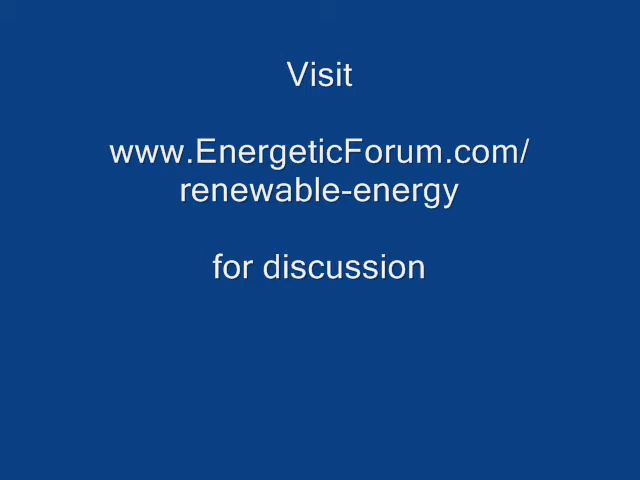 Visit
www.EnergeticForum.com/
renewable-energy
for discussion